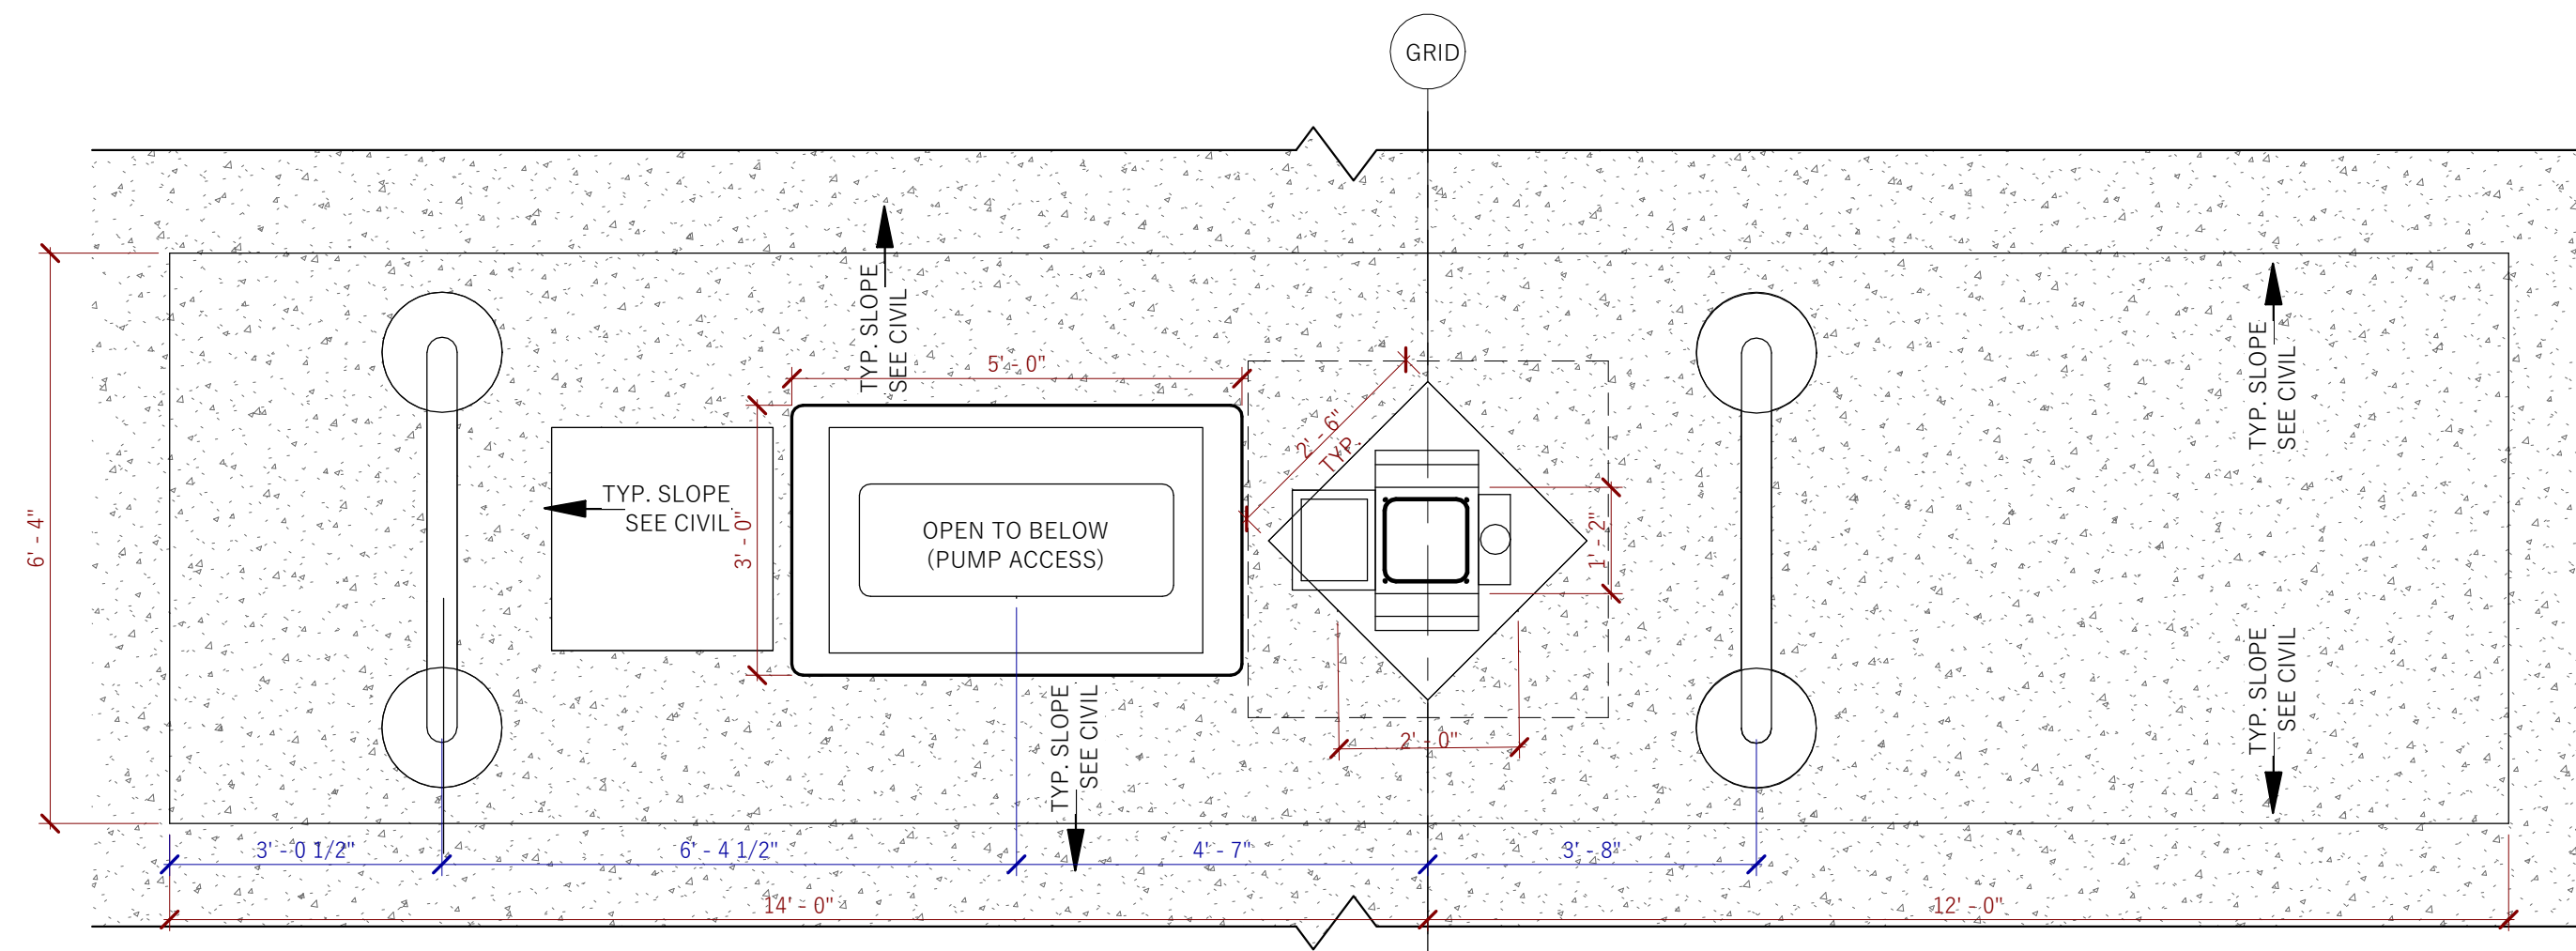 GRID
TYP. SLOPE
SEE CIVIL
5' - 0"
2' - 6"
TYP.
TYP. SLOPE
SEE CIVIL
TYP. SLOPE
SEE CIVIL
3' - 0"
OPEN TO BELOW
(PUMP ACCESS)
1' - 2"
6' - 4"
TYP. SLOPE
SEE CIVIL
2' - 0"
TYP. SLOPE
SEE CIVIL
3' - 0 1/2"
6' - 4 1/2"
4' - 7"
3' - 8"
14' - 0"
12' - 0"